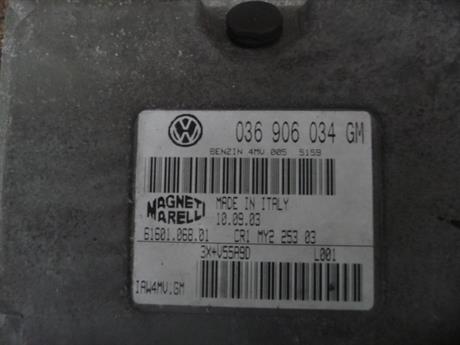 036 906 034 GM
BENZIN 4MV 005 5159
MAGNETI MARELLI
MADE IN ITALY
10.09.03
61601.068.01 CR1 MY2 253 03
3X+V55A9D L001
IAW4MV.GM